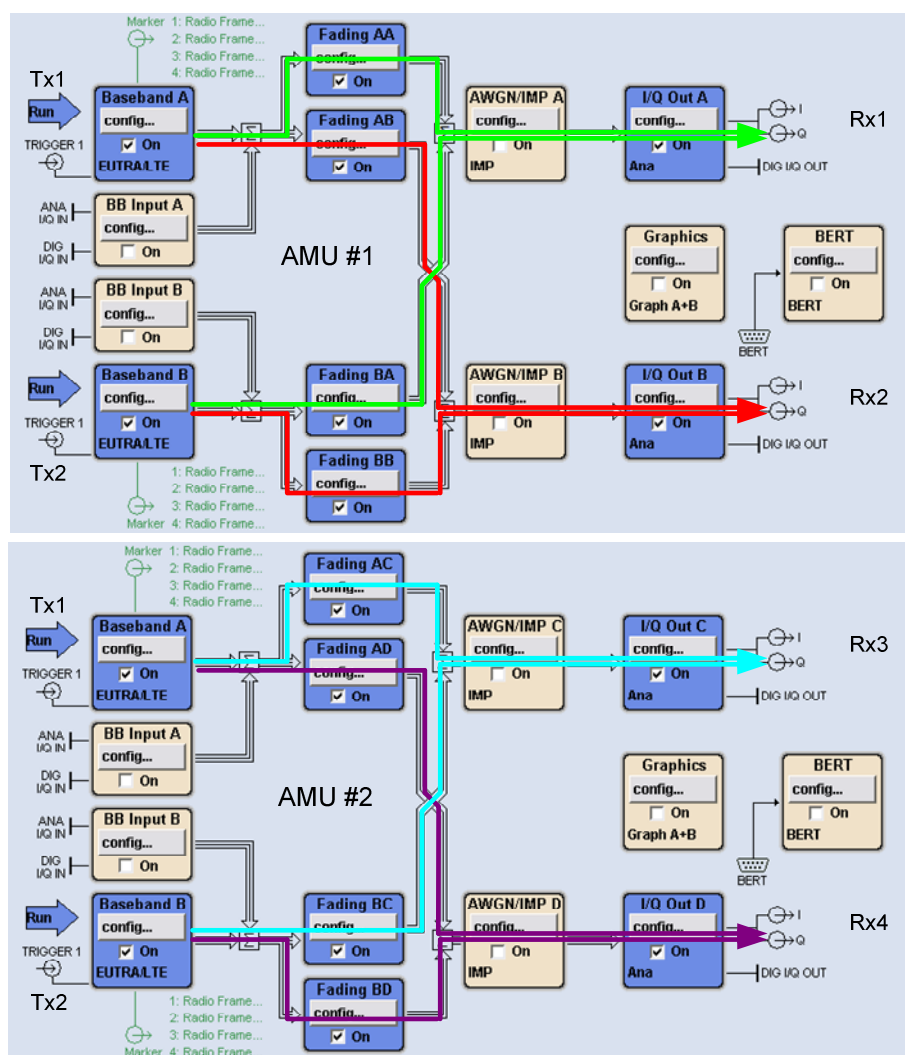 Marker 1: Radio Frame...
2: Radio Frame...
3: Radio Frame...
4: Radio Frame...
Fading AA
config...
On
Tx1
Run
TRIGGER 1
Baseband A
config...
On
EUTRA/LTE
Fading AB
config...
On
AWGN/IMP A
config...
On
IMP
I/Q Out A
config...
On
Ana
I
Q
DIG I/Q OUT
Rx1
ANA
I/Q IN
DIG
I/Q IN
BB Input A
config...
On
AMU #1
Graphics
config...
On
Graph A+B
BERT
config...
On
BERT
BERT
ANA
I/Q IN
DIG
I/Q IN
BB Input B
config...
On
Run
TRIGGER 1
Tx2
Baseband B
config...
On
EUTRA/LTE
Fading BA
config...
On
AWGN/IMP B
config...
On
IMP
I/Q Out B
config...
On
Ana
I
Q
DIG I/Q OUT
Rx2
Fading BB
config...
On
1: Radio Frame...
2: Radio Frame...
3: Radio Frame...
Marker 4: Radio Frame...
Marker 1: Radio Frame...
2: Radio Frame...
3: Radio Frame...
4: Radio Frame...
Fading AC
config...
On
Tx1
Run
TRIGGER 1
Baseband A
config...
On
EUTRA/LTE
Fading AD
config...
On
AWGN/IMP C
config...
On
IMP
I/Q Out C
config...
On
Ana
I
Q
DIG I/Q OUT
Rx3
ANA
I/Q IN
DIG
I/Q IN
BB Input A
config...
On
AMU #2
Graphics
config...
On
Graph A+B
BERT
config...
On
BERT
BERT
ANA
I/Q IN
DIG
I/Q IN
BB Input B
config...
On
Run
TRIGGER 1
Tx2
Baseband B
config...
On
EUTRA/LTE
Fading BC
config...
On
AWGN/IMP D
config...
On
IMP
I/Q Out D
config...
On
Ana
I
Q
DIG I/Q OUT
Rx4
Fading BD
config...
On
1: Radio Frame...
2: Radio Frame...
3: Radio Frame...
Marker 4: Radio Frame